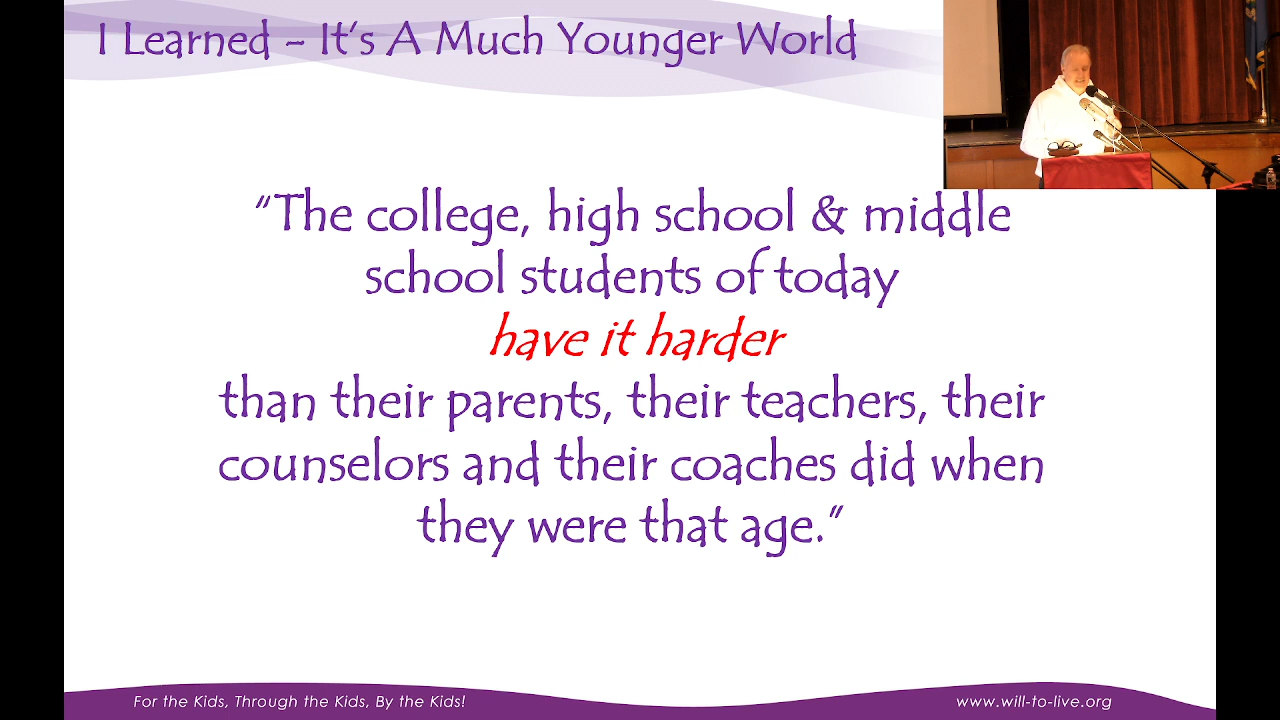 I Learned - It's A Much Younger World
"The college, high school & middle
school students of today
have it harder
than their parents, their teachers, their
counselors and their coaches did when
they were that age."
For the Kids, Through the Kids, By the Kids!
www.will-to-live.org